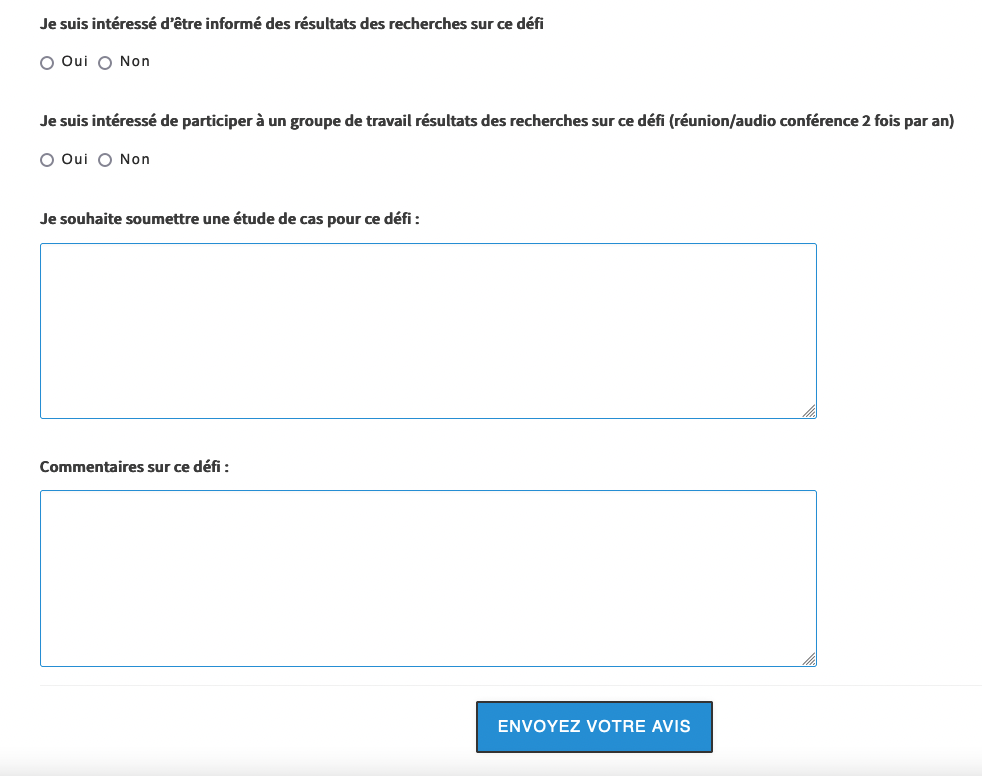 Je suis intéressé d'être informé des résultats des recherches sur ce défi
Oui Non
Je suis intéressé de participer à un groupe de travail résultats des recherches sur ce défi (réunion/audio conférence 2 fois par an)
Oui Non
Je souhaite soumettre une étude de cas pour ce défi :
Commentaires sur ce défi :
ENVOYEZ VOTRE AVIS